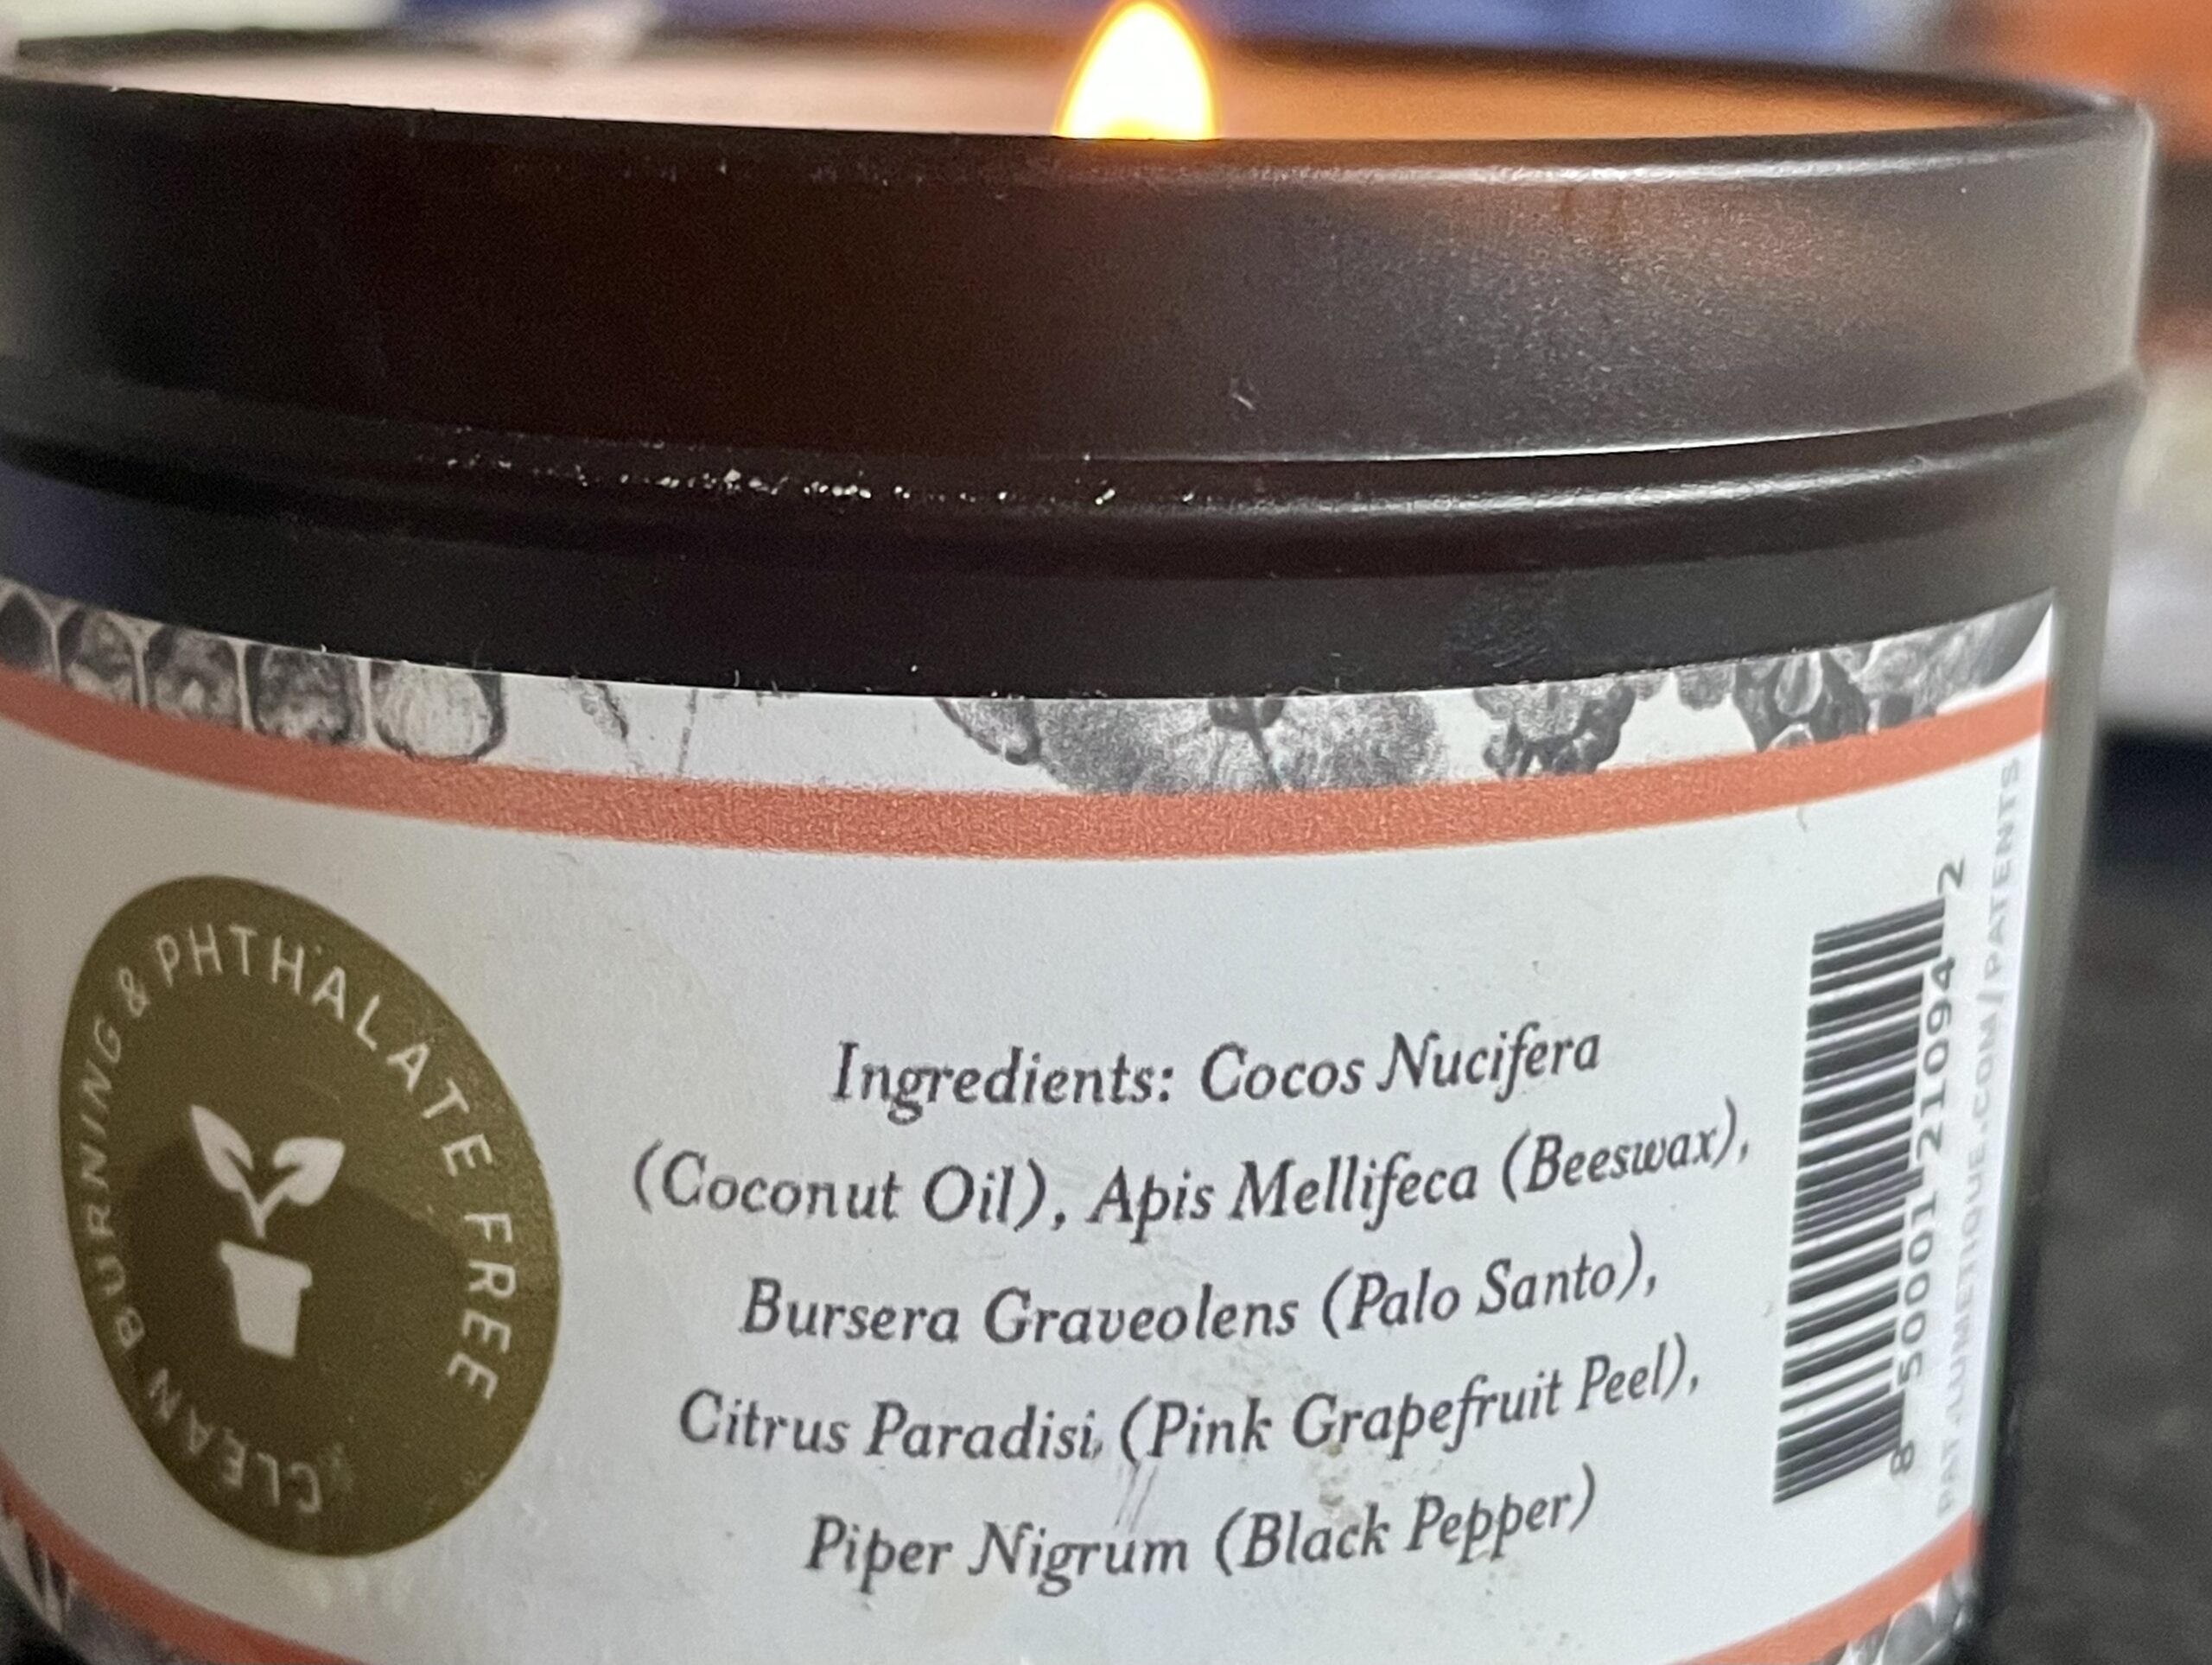 CLEAN BURNING & PHTHALATE FREE
Ingredients: Cocos Nucifera
(Coconut Oil), Apis Mellifeca (Beeswax),
Bursera Graveolens (Palo Santo),
Citrus Paradisi, (Pink Grapefruit Peel),
Piper Nigrum (Black Pepper)
8 50001 21094 2
PAT .LUMETIQUE.COM/PATENTS